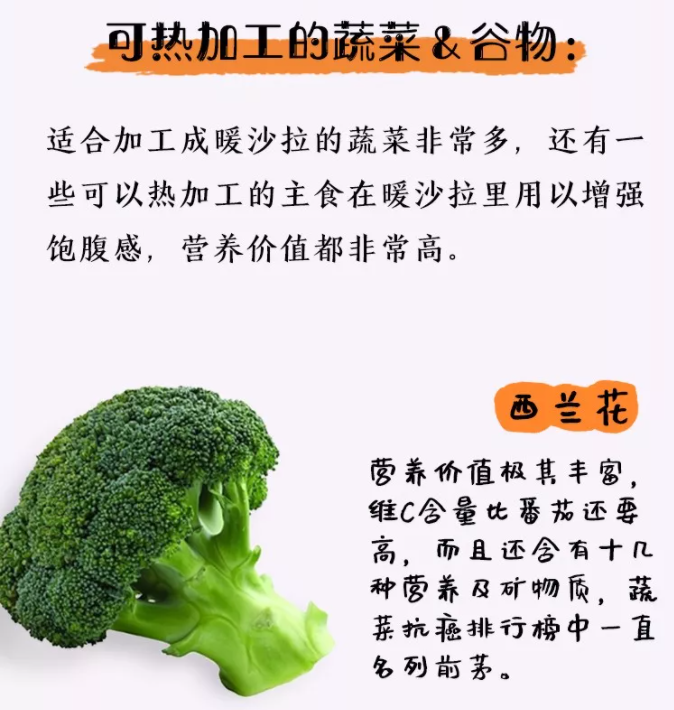 可热加工的蔬菜&谷物：
适合加工成暖沙拉的蔬菜非常多，还有一
些可以热加工的主食在暖沙拉里用以增强
饱腹感，营养价值都非常高。
西兰花
营养价值极其丰富，
维C含量比番茄还要
高，而且还含有十几
种营养及矿物质，蔬
菜抗癌排行榜中一直
名列前茅。